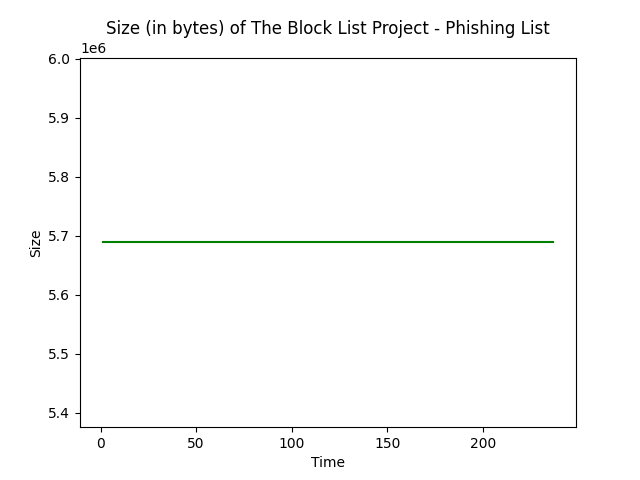 Size (in bytes) of The Block List Project - Phishing List
1e6
6.0
5.9
5.8
5.7
5.6
5.5
5.4
Size
0 50 100 150 200
Time